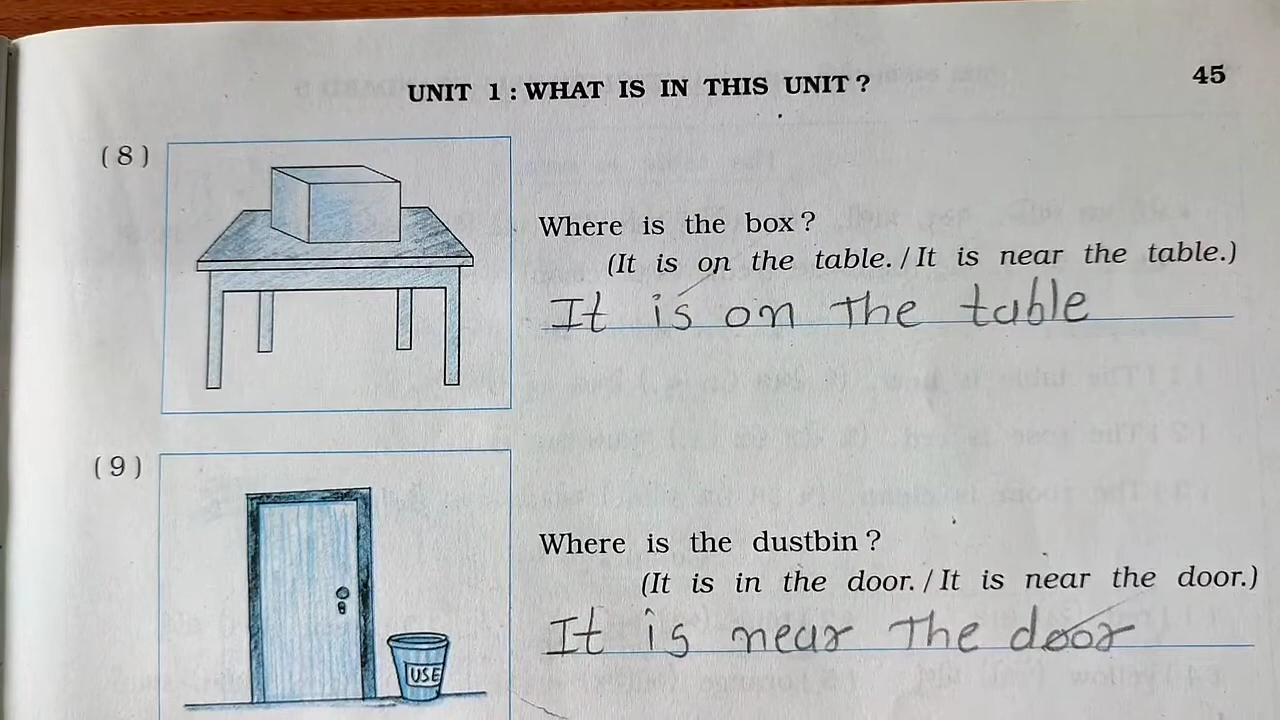 UNIT 1 : WHAT IS IN THIS UNIT ?
45
( 8 )
Where is the box ?
(It is on the table. / It is near the table.)
It is on The table
( 9 )
Where is the dustbin ?
(It is in the door. / It is near the door.)
It is near The door
USE